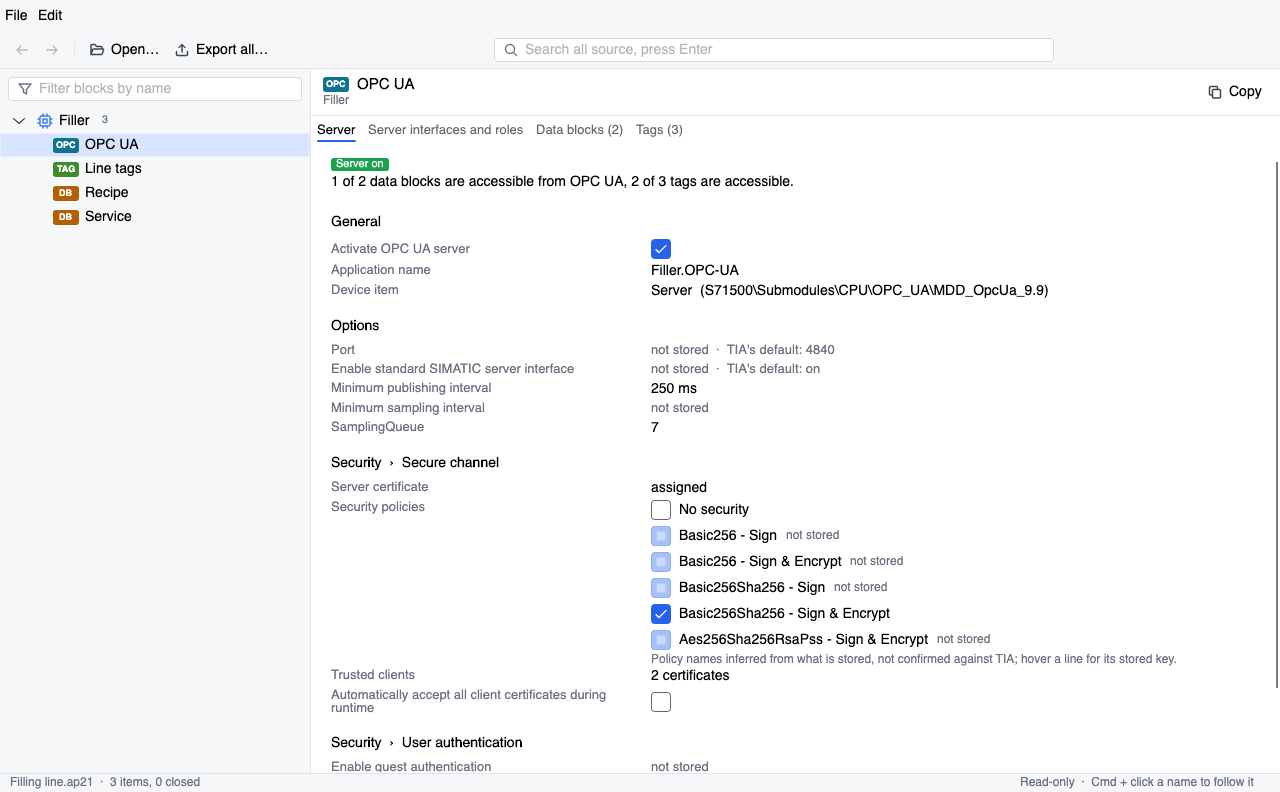 File Edit
Open... Export all... Search all source, press Enter
Filter blocks by name
Filler 3
OPC OPC UA
TAG Line tags
DB Recipe
DB Service
OPC OPC UA
Filler
Copy
Server Server interfaces and roles Data blocks (2) Tags (3)
Server on
1 of 2 data blocks are accessible from OPC UA, 2 of 3 tags are accessible.
General
Activate OPC UA server
Application name Filler.OPC-UA
Device item Server (S71500\Submodules\CPU\OPC_UA\MDD_OpcUa_9.9)
Options
Port not stored · TIA's default: 4840
Enable standard SIMATIC server interface not stored · TIA's default: on
Minimum publishing interval 250 ms
Minimum sampling interval not stored
SamplingQueue 7
Security › Secure channel
Server certificate assigned
Security policies No security
Basic256 - Sign not stored
Basic256 - Sign & Encrypt not stored
Basic256Sha256 - Sign not stored
Basic256Sha256 - Sign & Encrypt
Aes256Sha256RsaPss - Sign & Encrypt not stored
Policy names inferred from what is stored, not confirmed against TIA; hover a line for its stored key.
Trusted clients 2 certificates
Automatically accept all client certificates during
runtime
Security › User authentication
Enable guest authentication not stored
Filling line.ap21 · 3 items, 0 closed Read-only · Cmd + click a name to follow it